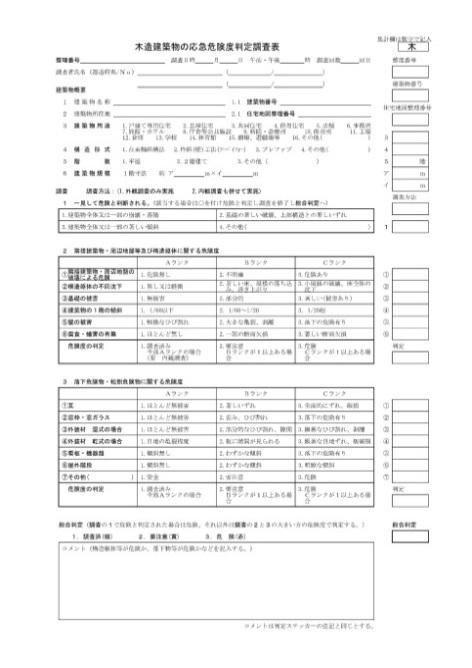 集計欄は数字で記入
木造建築物の応急危険度判定調査表 木
整理番号 調査日時 月 日 午前・午後 時 調査回数 回目 整理番号
調査者氏名（都道府県/No） （ / ）
（ / ） 建築物番号
建築物概要
1 建築物名称 1.1 建築物番号 住宅地図整理番号
2 建築物所在地 2.1 住宅地図整理番号
3 建築物用途 1.戸建て専用住宅 2.長屋住宅 3.共同住宅 4.併用住宅 5.店舗 6.事務所
7.旅館・ホテル 8.庁舎等公共施設 9.病院・診療所 10.保育所 11.工場
12.倉庫 13.学校 14.体育館 15.劇場、遊戯場等 16.その他( ) 3
4 構造形式 1.在来軸組構法 2.枠組(壁)工法(ツーバイフォー) 3.プレファブ 4.その他( ) 4
5 階数 1.平屋 2.2階建て 3.その他( ) 5 階
6 建築物規模 1階寸法 約 ア m×イ m ア m
イ m
調査 調査方法：(1.外観調査のみ実施 2.内観調査も併せて実施) 調査方法
1 一見して危険と判断される。(該当する場合は○を付け危険と判定し調査を終了し総合判定へ)
1.建築物全体又は一部の崩壊・落階 2.基礎の著しい破壊、上部構造との著しいずれ
3.建築物全体又は一部の著しい傾斜 4.その他( ) 1
2 隣接建築物・周辺地盤等及び構造躯体に関する危険度
Aランク Bランク Cランク
①隣接建築物・周辺地盤の破壊による危険 1.危険無し 2.不明確 3.危険あり ①
②構造躯体の不同沈下 1.無し又は軽微 2.著しい床、屋根の落ち込み、浮き上がり 3.小屋組の破壊、床全体の沈下 ②
③基礎の被害 1.無被害 2.部分的 3.著しい(破壊あり) ③
④建築物の1階の傾斜 1.1/60以下 2.1/60～1/20 3.1/20超 ④
⑤壁の被害 1.軽微なひび割れ 2.大きな亀裂、剥離 3.落下の危険有り ⑤
⑥腐食・蟻害の有無 1.ほとんど無し 2.一部の断面欠損 3.著しい断面欠損 ⑥
危険度の判定 1.調査済み 2.要注意 3.危険 判定
全部Aランクの場合 Bランクが1以上ある場合 Cランクが1以上ある場合
（要 内観調査）
3 落下危険物・転倒危険物に関する危険度
Aランク Bランク Cランク
①瓦 1.ほとんど無被害 2.著しいずれ 3.全面的にずれ、破損 ①
②窓枠・窓ガラス 1.ほとんど無被害 2.歪み、ひび割れ 3.落下の危険有り ②
③外装材 湿式の場合 1.ほとんど無被害 2.部分的なひび割れ、隙間 3.顕著なひび割れ、剥離 ③
④外装材 乾式の場合 1.目地の亀裂程度 2.板に隙間が見られる 3.顕著な目地ずれ、板破壊 ④
⑤看板・機器類 1.傾斜無し 2.わずかな傾斜 3.落下の危険有り ⑤
⑥屋外階段 1.傾斜無し 2.わずかな傾斜 3.明瞭な傾斜 ⑥
⑦その他( ) 1.安全 2.要注意 3.危険 ⑦
危険度の判定 1.調査済み 2.要注意 3.危険 判定
全部Aランクの場合 Bランクが1以上ある場合 Cランクが1以上ある場合
総合判定（調査の1で危険と判定された場合は危険、それ以外は調査の2と3の大きい方の危険度で判定する。） 総合判定
1．調査済(緑) 2．要注意(黄) 3．危険(赤)
コメント（構造躯体等が危険か、落下物等が危険かなどを記入する。）
コメントは判定ステッカーの注記と同じとする。